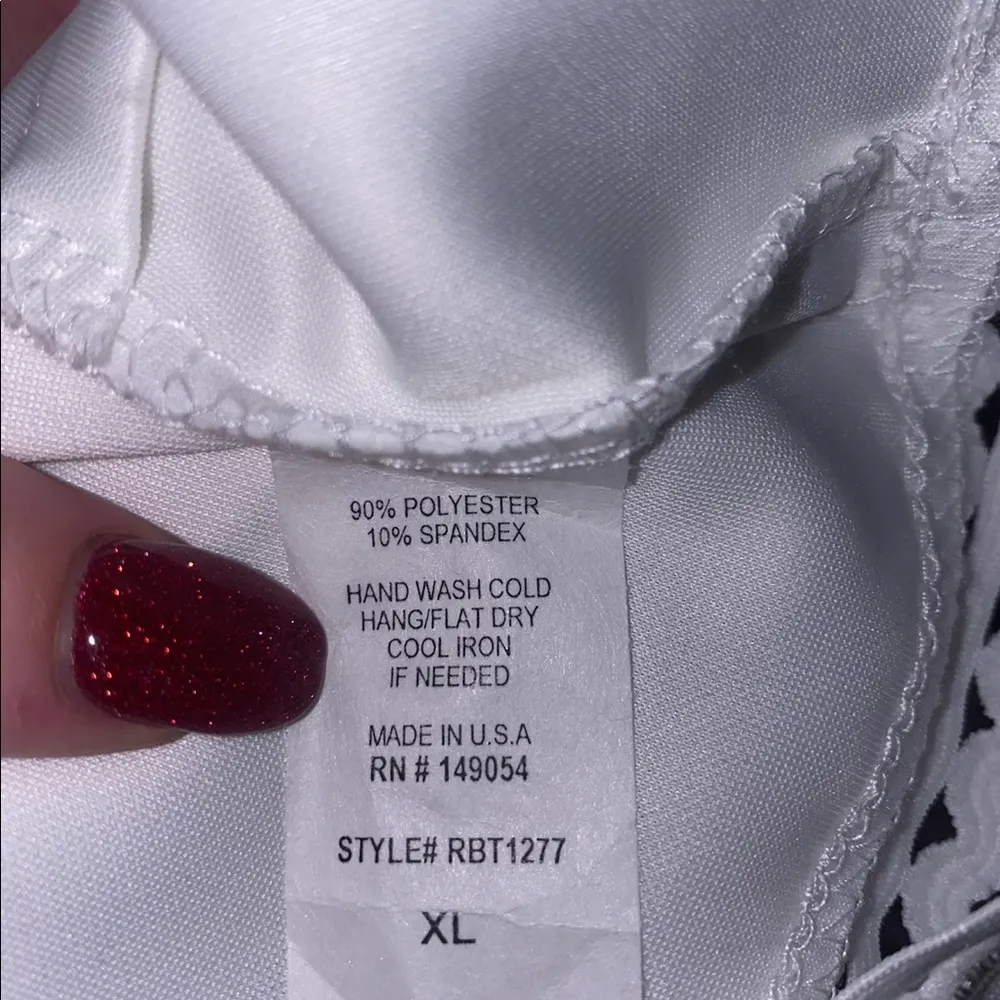 90% POLYESTER
10% SPANDEX
HAND WASH COLD
HANG/FLAT DRY
COOL IRON
IF NEEDED
MADE IN U.S.A
RN # 149054
STYLE# RBT1277
XL